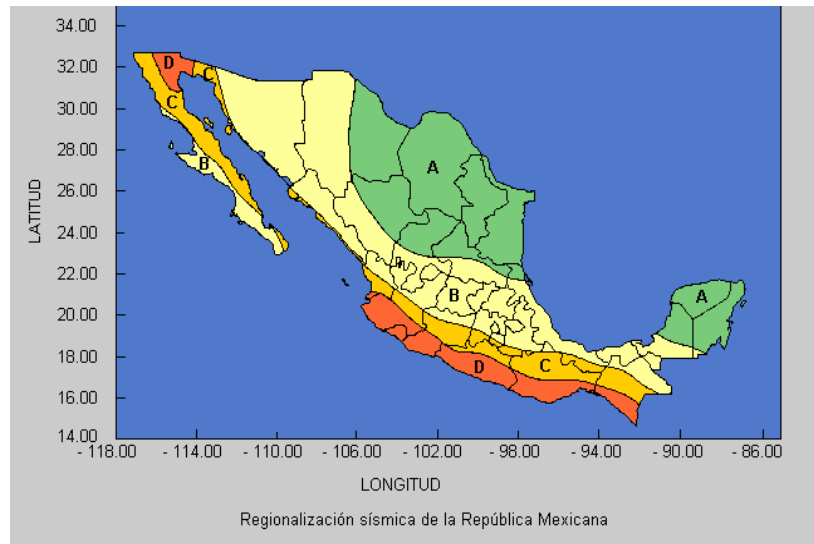 34.00
32.00
30.00
28.00
26.00
24.00
22.00
20.00
18.00
16.00
14.00
LATITUD
D
C
C
B
A
A
B
C
D
- 118.00 - 114.00 - 110.00 - 106.00 - 102.00 - 98.00 - 94.00 - 90.00 - 86.00
LONGITUD
Regionalización sísmica de la República Mexicana